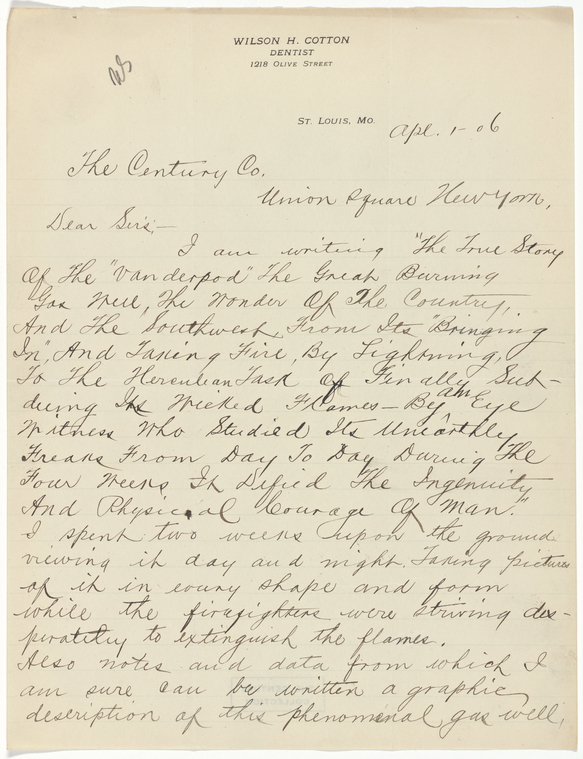 WILSON H. COTTON
DENTIST
1218 OLIVE STREET
ST. LOUIS, MO.
Apl. 1-06
The Century Co.
Union Square New York,
Dear Sirs;—
I am writing "The True Story
Of The "Vanderpod" The Great Burning
Gas Well, The Wonder Of The Country,
And The Southwest, From Its "Bringing
In", And Taking Fire, By Lightning,
To The Herculean Task Of Finally Sub-
duing Its Wicked Flames — By an Eye
Witness Who Studied Its Unearthly
Freaks From Day To Day During The
Four Weeks It Defied The Ingenuity
And Physical Courage Of Man."
I spent two weeks upon the ground
viewing it day and night. Taking pictures
of it in every shape and form
while the firefighters were striving des-
peratily to extinguish the flames.
Also notes and data from which I
am sure can be written a graphic
description of this phenominal gas well,